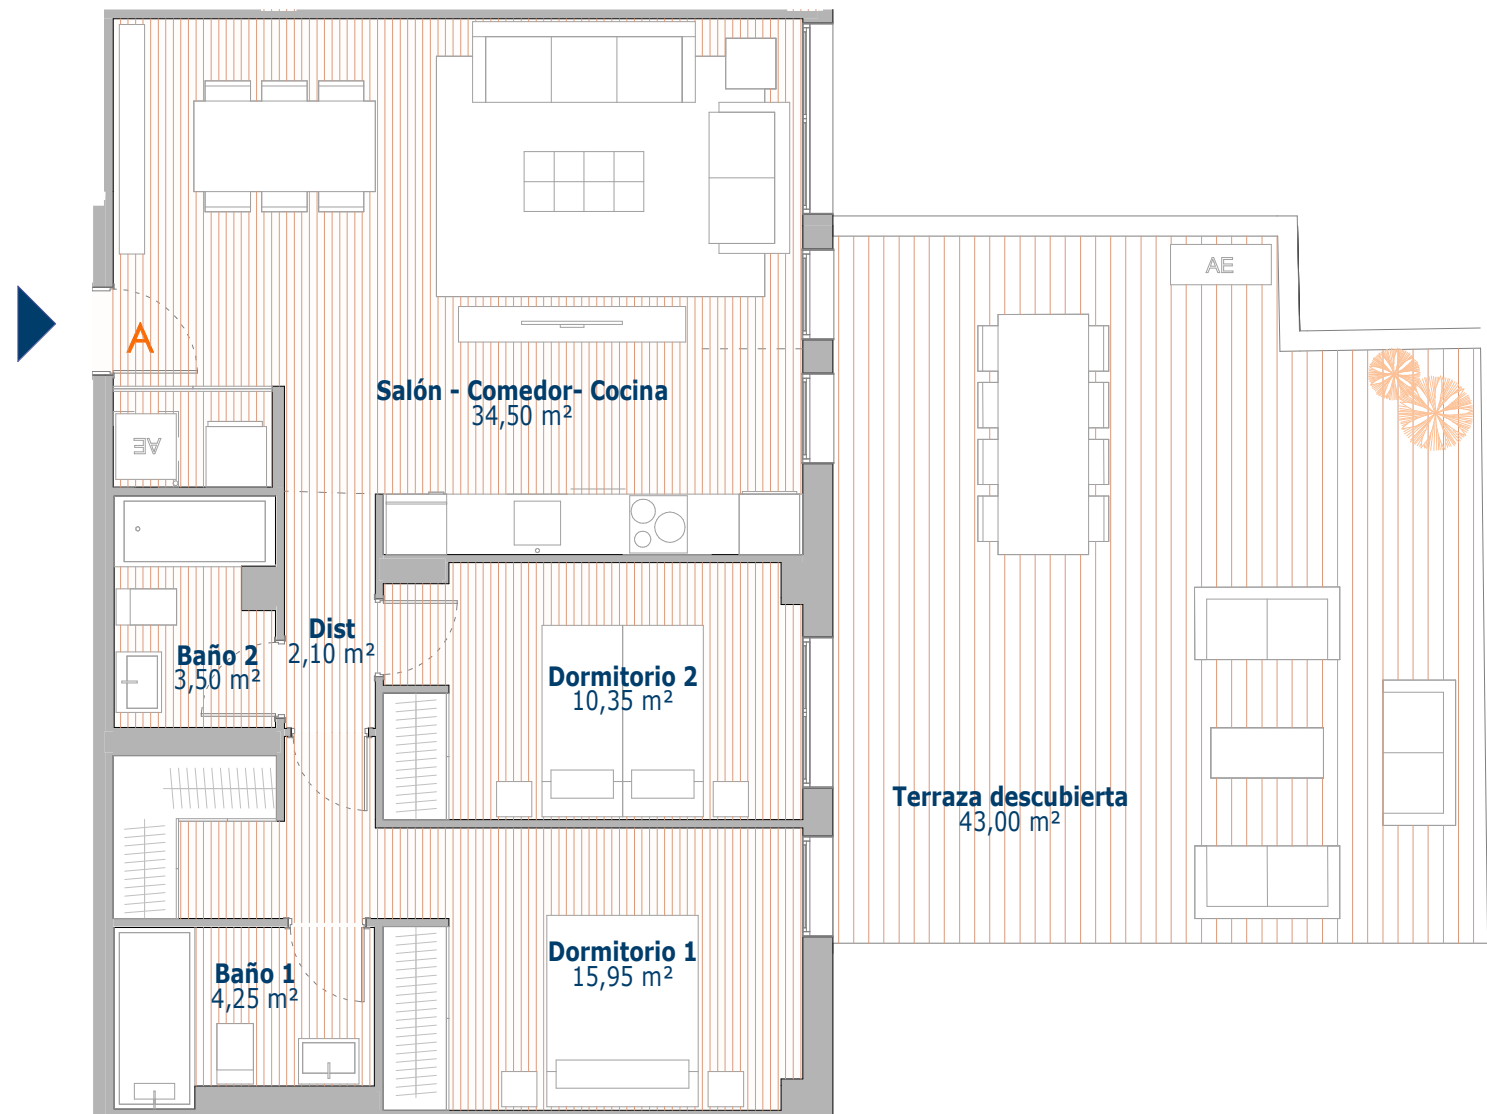 AE
A
Salón - Comedor- Cocina
34,50 m²
AE
Dist
2,10 m²
Baño 2
3,50 m²
Dormitorio 2
10,35 m²
Terraza descubierta
43,00 m²
Dormitorio 1
15,95 m²
Baño 1
4,25 m²